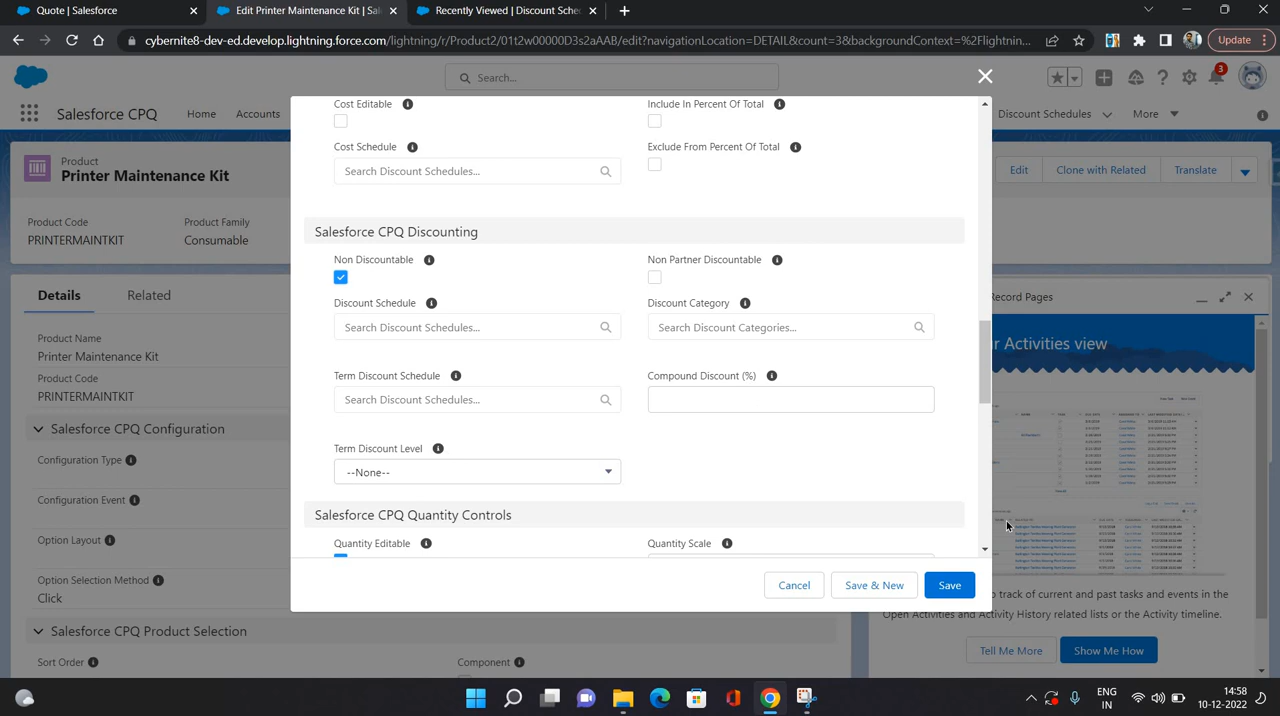 Quote | Salesforce
Edit Printer Maintenance Kit | Sal
Recently Viewed | Discount Sche
cybernite8-dev-ed.develop.lightning.force.com/lightning/r/Product2/01t2w00000D3s2aAAB/edit?navigationLocation=DETAIL&count=3&backgroundContext=%2Flightnin...
Update
Search...
3
Salesforce CPQ
Home
Accounts
Discount Schedules
More
Product
Printer Maintenance Kit
Edit
Clone with Related
Translate
Product Code
Product Family
PRINTERMAINTKIT
Consumable
Details
Related
Product Name
Printer Maintenance Kit
Product Code
PRINTERMAINTKIT
Salesforce CPQ Configuration
Configuration Type
Configuration Event
Option Layout
Option Selection Method
Click
Salesforce CPQ Product Selection
Sort Order
Component
Cost Editable
Include In Percent Of Total
Cost Schedule
Exclude From Percent Of Total
Search Discount Schedules...
Salesforce CPQ Discounting
Non Discountable
Non Partner Discountable
Discount Schedule
Discount Category
Search Discount Schedules...
Search Discount Categories...
Term Discount Schedule
Compound Discount (%)
Search Discount Schedules...
Term Discount Level
--None--
Salesforce CPQ Quantity Controls
Quantity Editable
Quantity Scale
Cancel
Save & New
Save
Record Pages
r Activities view
o track of current and past tasks and events in the
Open Activities and Activity History related lists or the Activity timeline.
Tell Me More
Show Me How
ENG
IN
14:58
10-12-2022